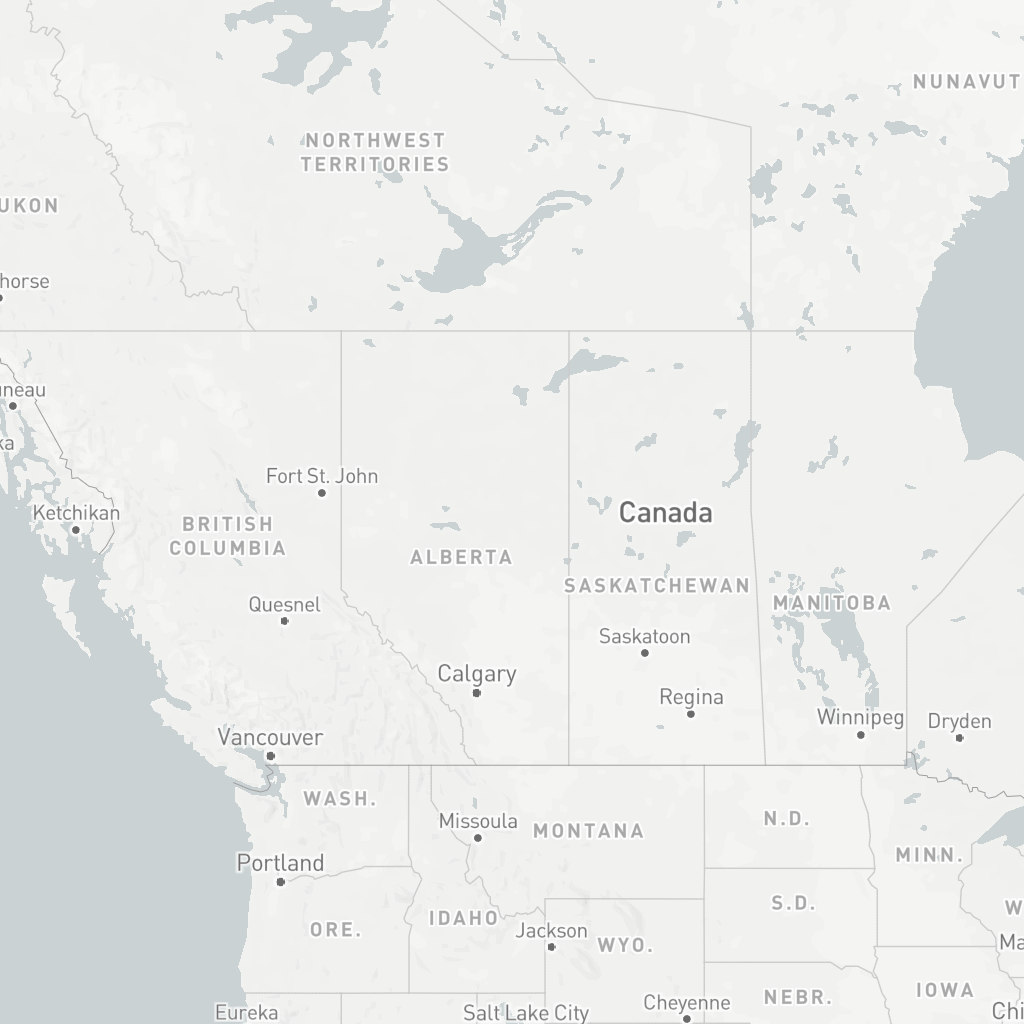 NUNAVUT
NORTHWEST
TERRITORIES
UKON
horse
neau
ka
Fort St. John
Ketchikan
Canada
BRITISH
COLUMBIA
ALBERTA
SASKATCHEWAN
MANITOBA
Quesnel
Saskatoon
Calgary
Regina
Winnipeg
Dryden
Vancouver
WASH.
Missoula
MONTANA
N.D.
MINN.
Portland
S.D.
W
IDAHO
ORE.
Jackson
WYO.
Ma
IOWA
NEBR.
Cheyenne
Eureka
Salt Lake City
Chi